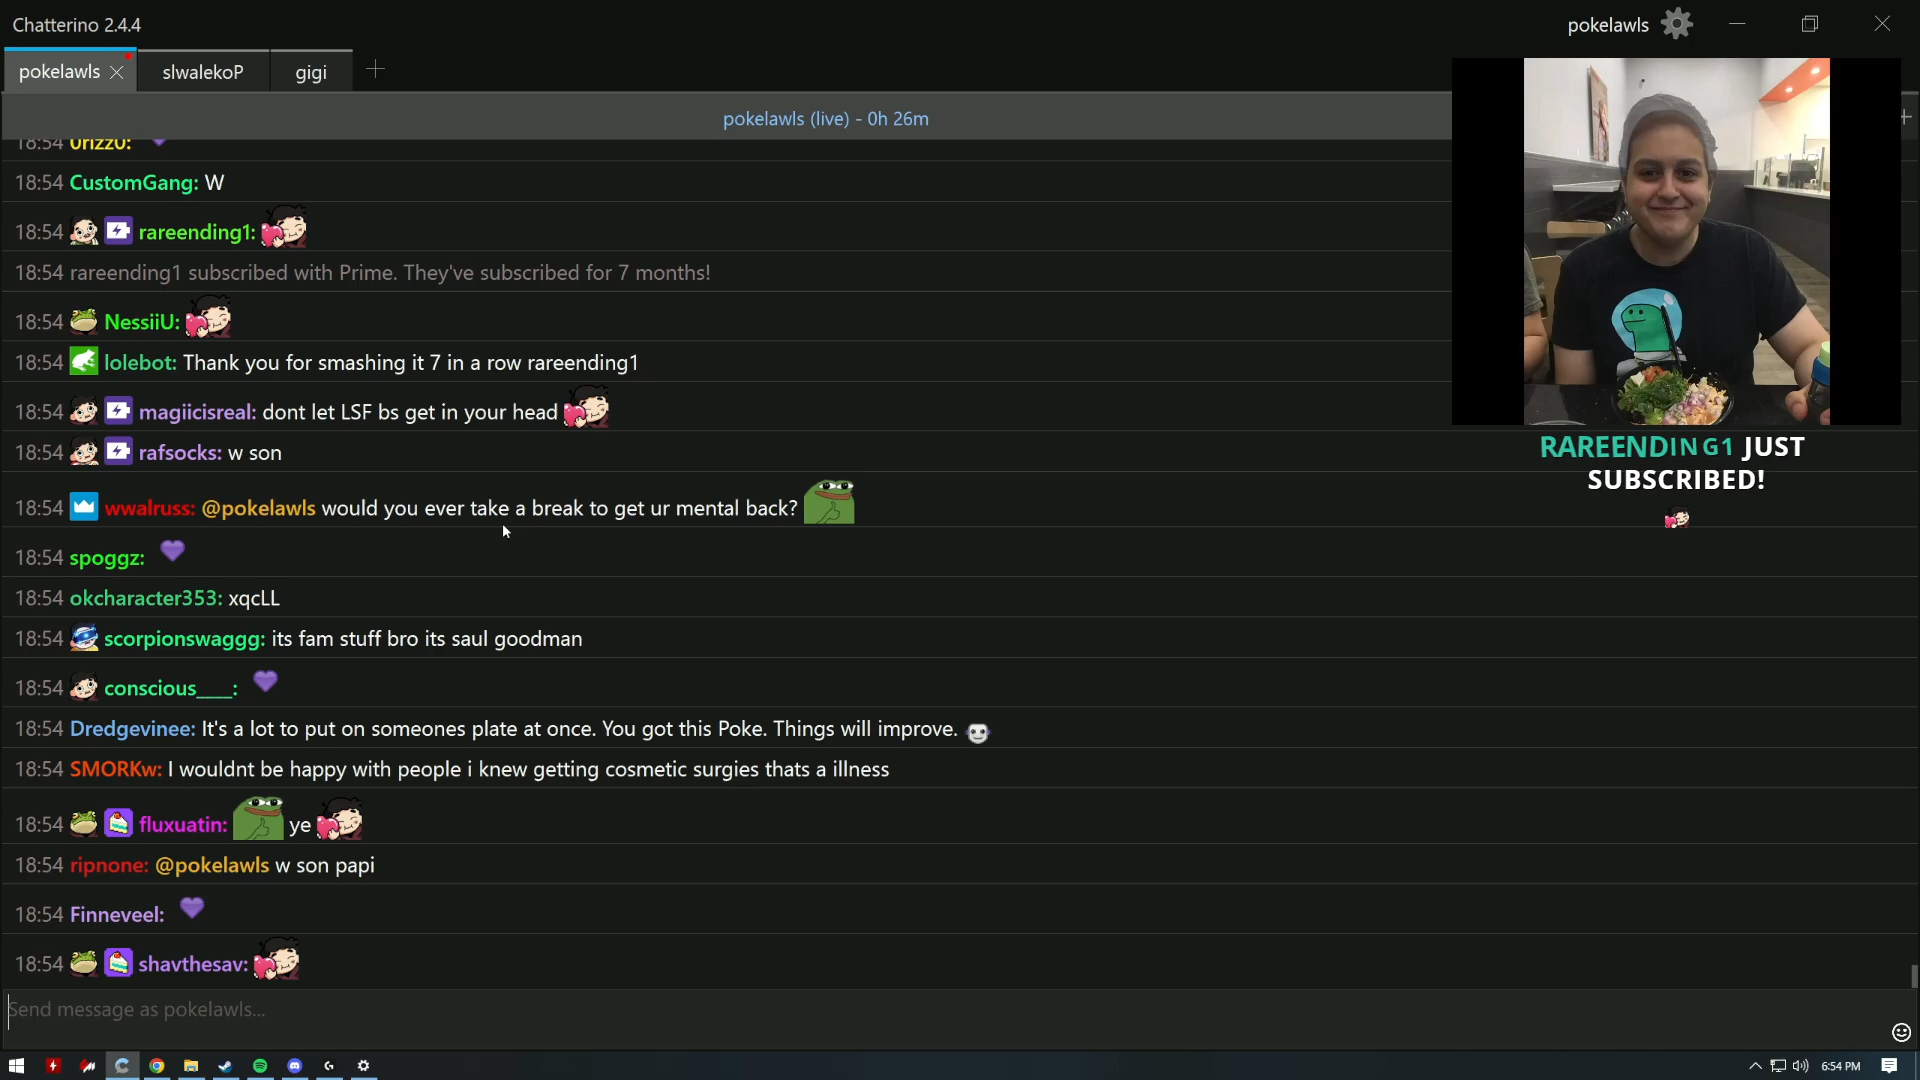 Chatterino 2.4.4
pokelawls
pokelawls
slwalekoP
gigi
pokelawls (live) - 0h 26m
18:54 0rizz0:
18:54 CustomGang: W
18:54 rareending1:
18:54 rareending1 subscribed with Prime. They've subscribed for 7 months!
18:54 NessiiU:
18:54 lolebot: Thank you for smashing it 7 in a row rareending1
18:54 magiicisreal: dont let LSF bs get in your head
18:54 rafsocks: w son
18:54 wwalruss: @pokelawls would you ever take a break to get ur mental back?
18:54 spoggz:
18:54 okcharacter353: xqcLL
18:54 scorpionswaggg: its fam stuff bro its saul goodman
18:54 conscious____:
18:54 Dredgevinee: It's a lot to put on someones plate at once. You got this Poke. Things will improve.
18:54 SMORKw: I wouldnt be happy with people i knew getting cosmetic surgies thats a illness
18:54 fluxuatin: ye
18:54 ripnone: @pokelawls w son papi
18:54 Finneveel:
18:54 shavthesav:
Send message as pokelawls...
RAREENDING1 JUST
SUBSCRIBED!
6:54 PM